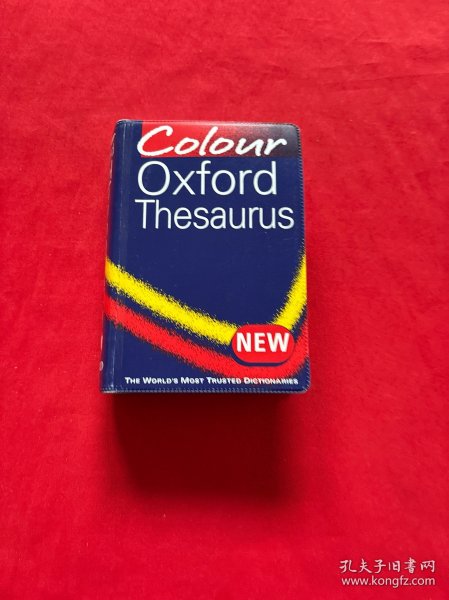 Colour
Oxford
Thesaurus
NEW
THE WORLD'S MOST TRUSTED DICTIONARIES
孔夫子旧书网
www.kongfz.com